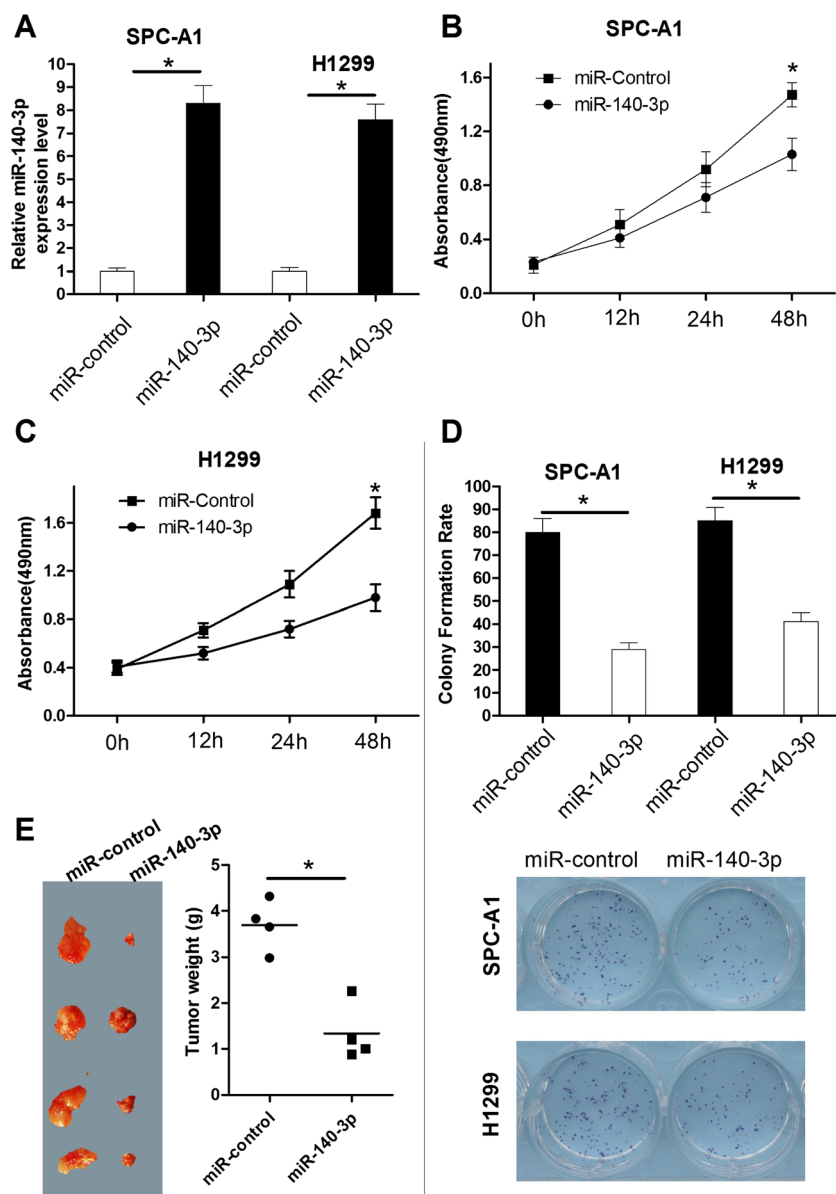 A
SPC-A1
H1299
*
*
Relative miR-140-3p
expression level
10
9
8
7
6
5
4
3
2
1
0
miR-control
miR-140-3p
miR-control
miR-140-3p
B
SPC-A1
miR-Control
miR-140-3p
*
Absorbance(490nm)
1.6
1.2
0.8
0.4
0.0
0h
12h
24h
48h
C
H1299
miR-Control
miR-140-3p
*
Absorbance(490nm)
1.6
1.2
0.8
0.4
0.0
0h
12h
24h
48h
D
SPC-A1
H1299
*
*
Colony Formation Rate
100
90
80
70
60
50
40
30
20
10
0
miR-control
miR-140-3p
miR-control
miR-140-3p
miR-control
miR-140-3p
SPC-A1
H1299
E
miR-control
miR-140-3p
*
Tumor weight (g)
5
4
3
2
1
0
miR-control
miR-140-3p